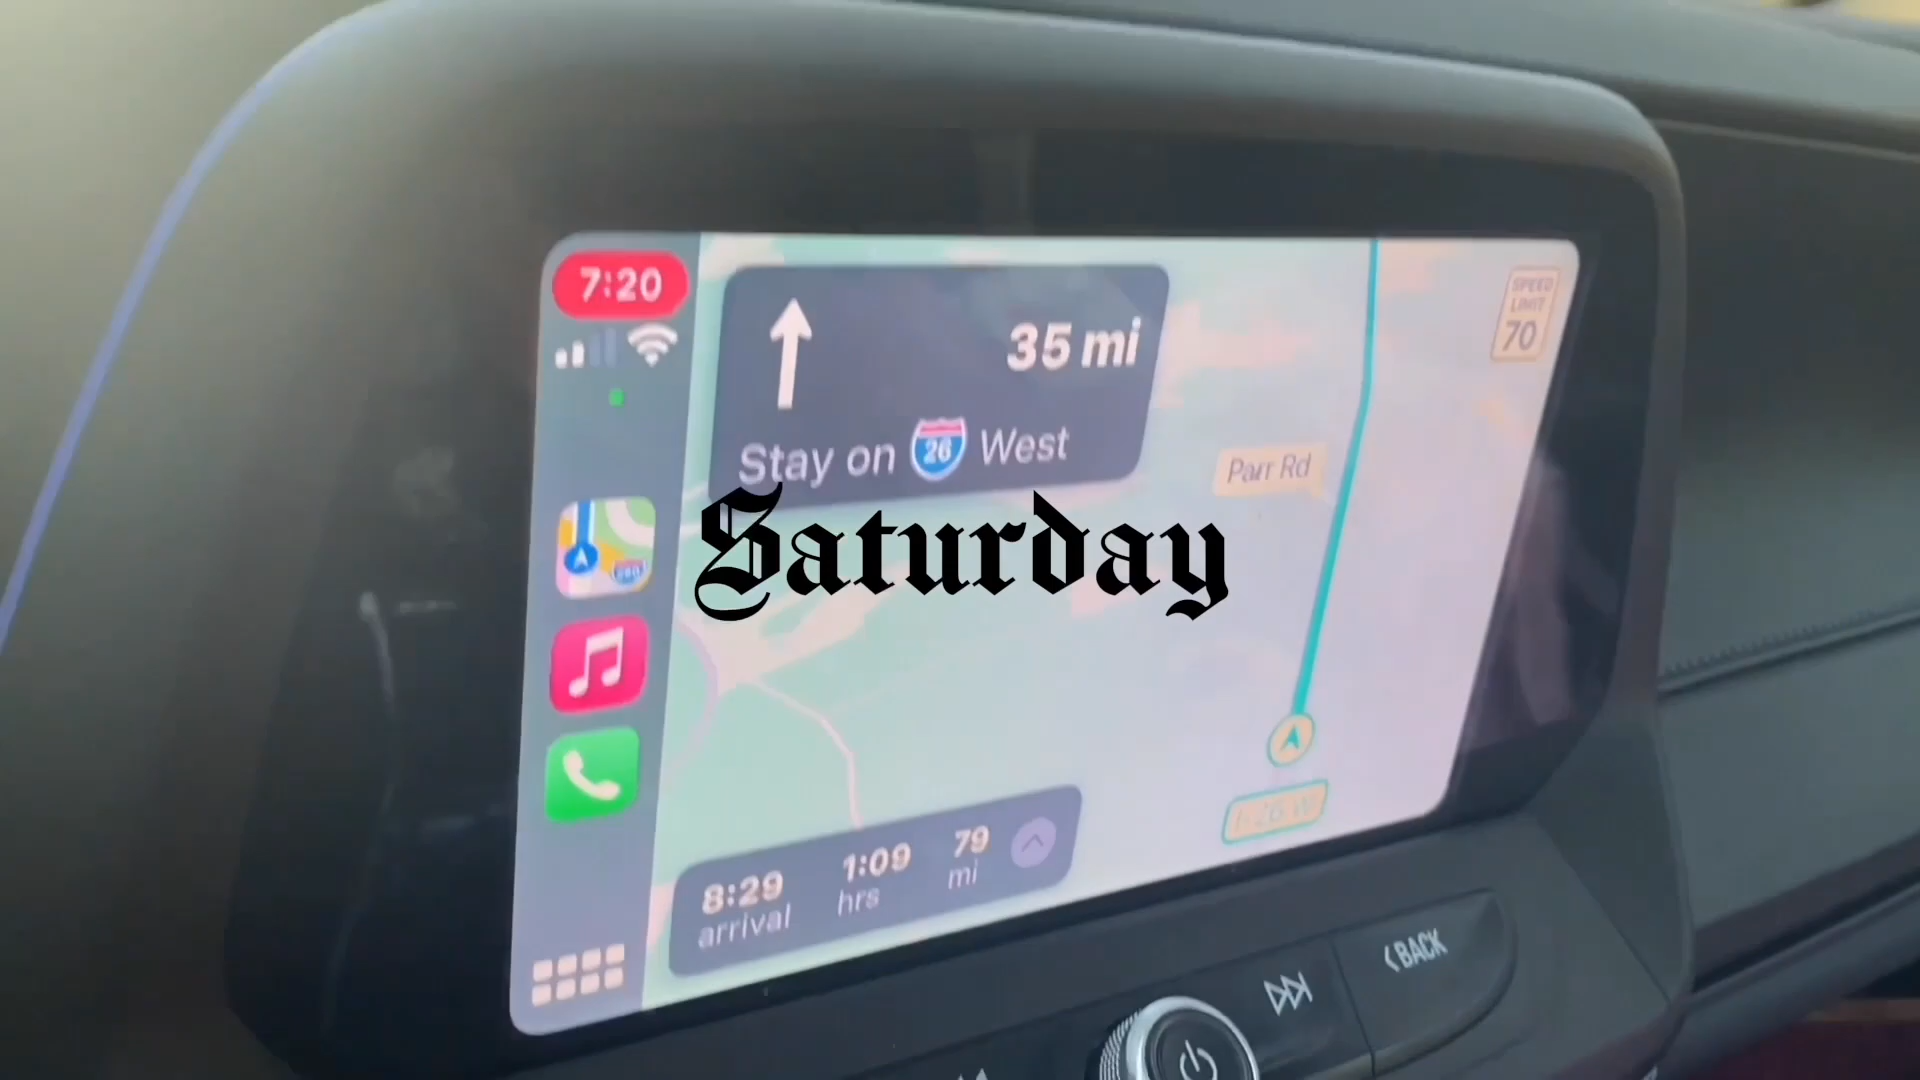 7:20
35 mi
Stay on 26 West
SPEED
LIMIT
70
Parr Rd
Saturday
I-26 W
8:29 1:09 79
arrival hrs mi
BACK